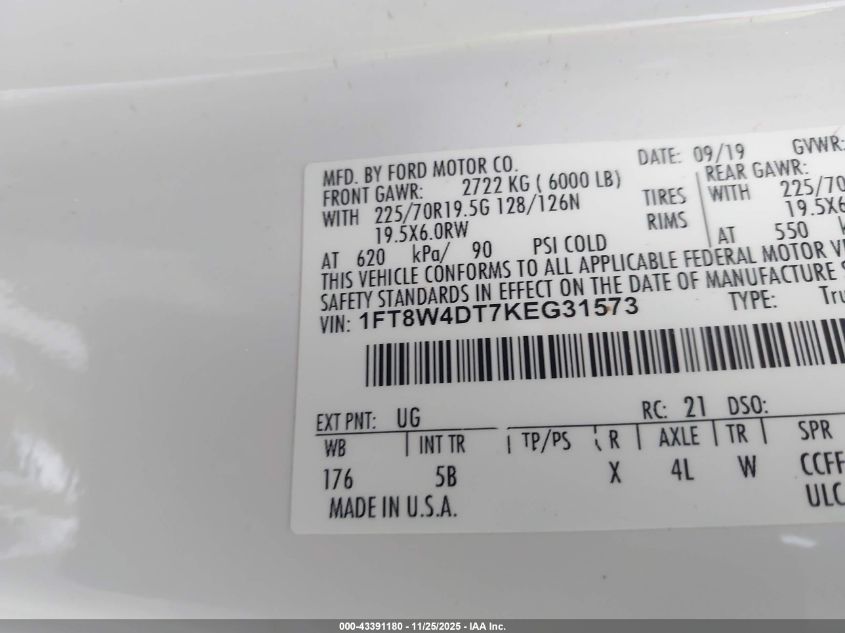 MFD. BY FORD MOTOR CO. DATE: 09/19 GVWR:
FRONT GAWR: 2722 KG ( 6000 LB) REAR GAWR:
WITH 225/70R19.5G 128/126N TIRES WITH 225/70
19.5X6.0RW RIMS 19.5X6
AT 620 kPa/ 90 PSI COLD AT 550 k
THIS VEHICLE CONFORMS TO ALL APPLICABLE FEDERAL MOTOR VE
SAFETY STANDARDS IN EFFECT ON THE DATE OF MANUFACTURE S
VIN: 1FT8W4DT7KEG31573 TYPE: Tru
EXT PNT: UG RC: 21 DSO:
WB INT TR TP/PS R AXLE TR SPR
176 5B X 4L W CCFF
MADE IN U.S.A. ULC
000-43391180 - 11/25/2025 - IAA Inc.